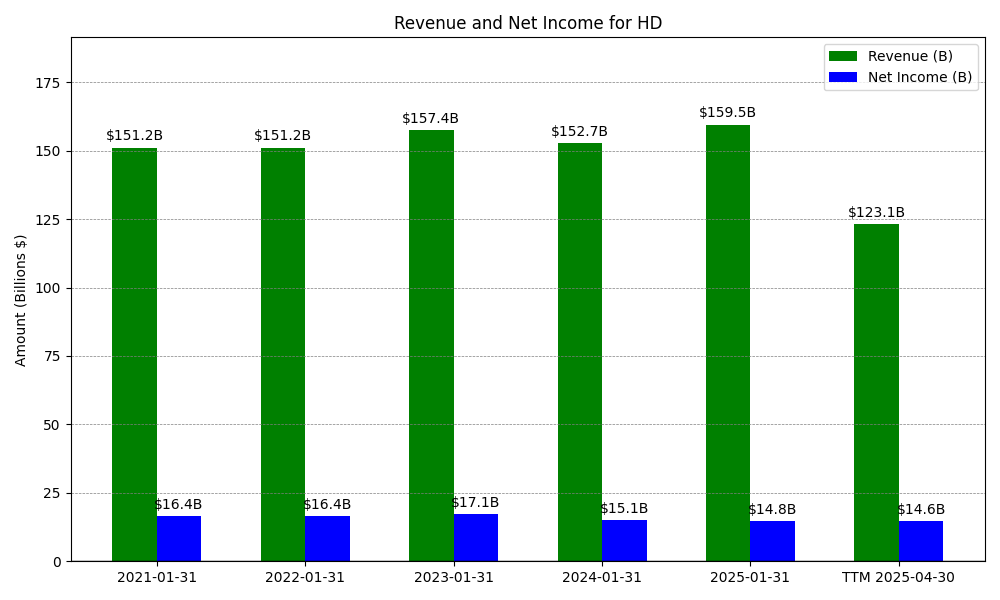 Revenue and Net Income for HD
Revenue (B)
Net Income (B)
Amount (Billions $)
175
150
125
100
75
50
25
0
$151.2B
$151.2B
$157.4B
$152.7B
$159.5B
$123.1B
$16.4B
$16.4B
$17.1B
$15.1B
$14.8B
$14.6B
2021-01-31
2022-01-31
2023-01-31
2024-01-31
2025-01-31
TTM 2025-04-30